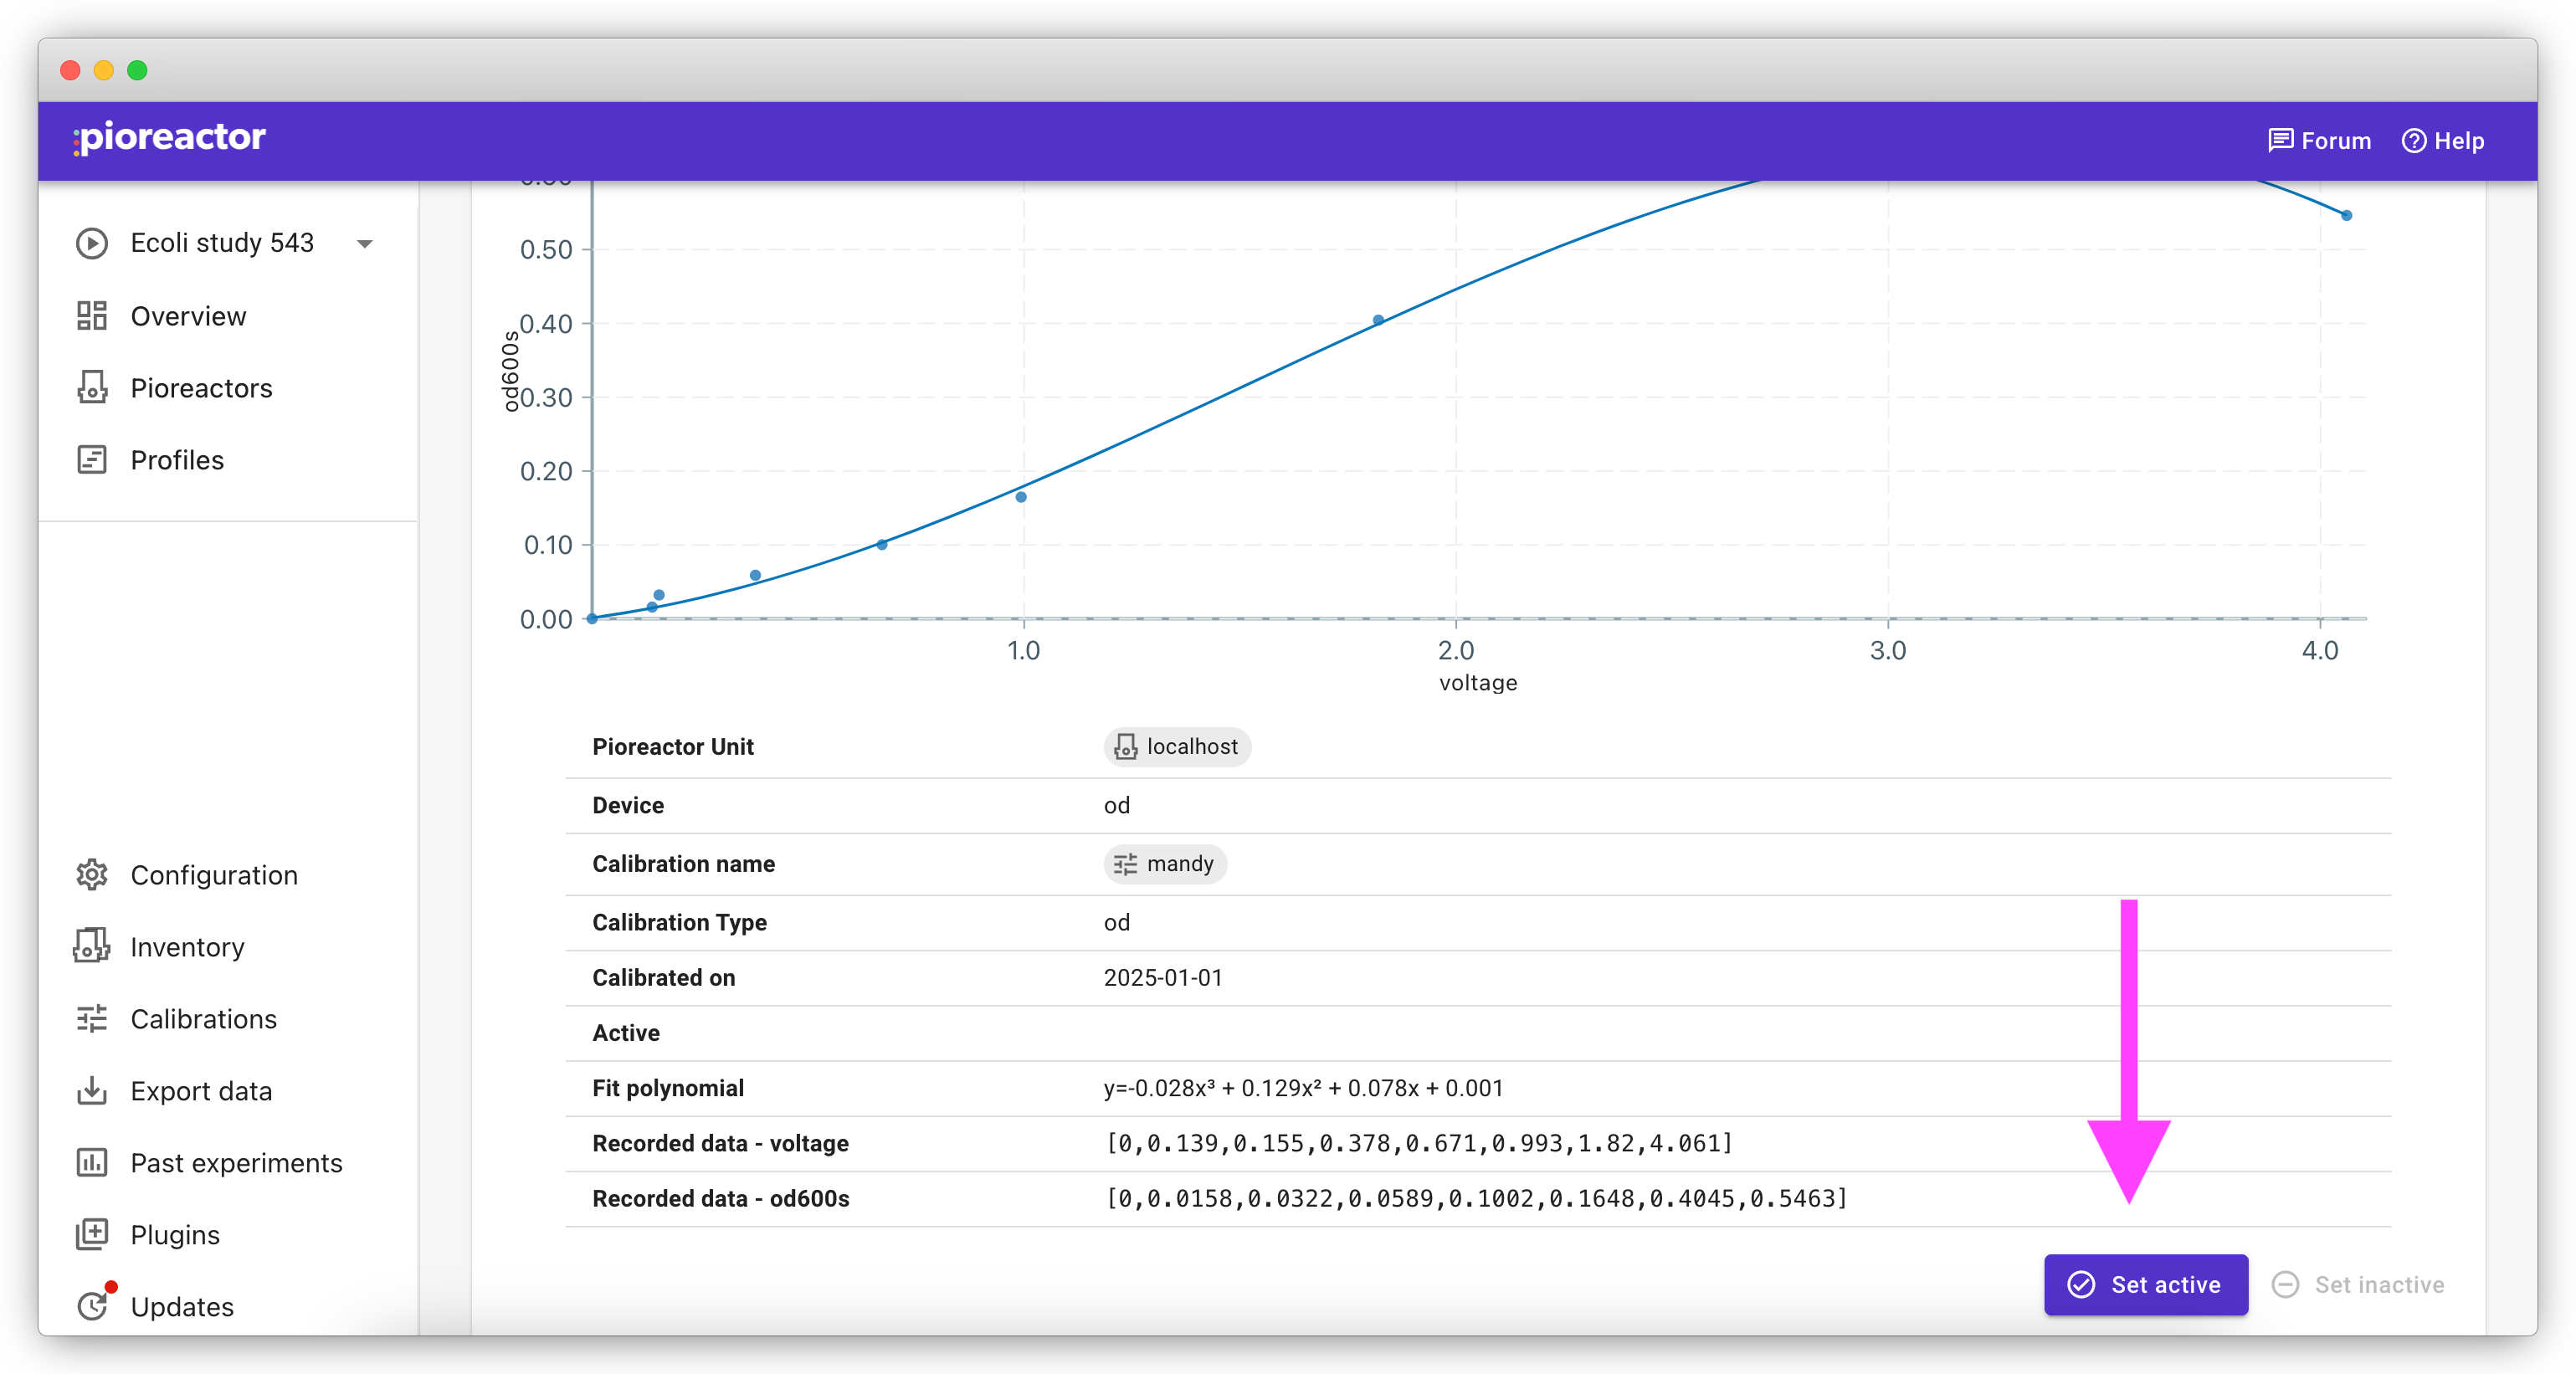 pioreactor
Forum
Help
Ecoli study 543
Overview
Pioreactors
Profiles
Configuration
Inventory
Calibrations
Export data
Past experiments
Plugins
Updates
od600s
0.50
0.40
0.30
0.20
0.10
0.00
1.0 2.0 3.0 4.0
voltage
Pioreactor Unit localhost
Device od
Calibration name mandy
Calibration Type od
Calibrated on 2025-01-01
Active
Fit polynomial y=-0.028x³ + 0.129x² + 0.078x + 0.001
Recorded data - voltage [0,0.139,0.155,0.378,0.671,0.993,1.82,4.061]
Recorded data - od600s [0,0.0158,0.0322,0.0589,0.1002,0.1648,0.4045,0.5463]
Set active Set inactive